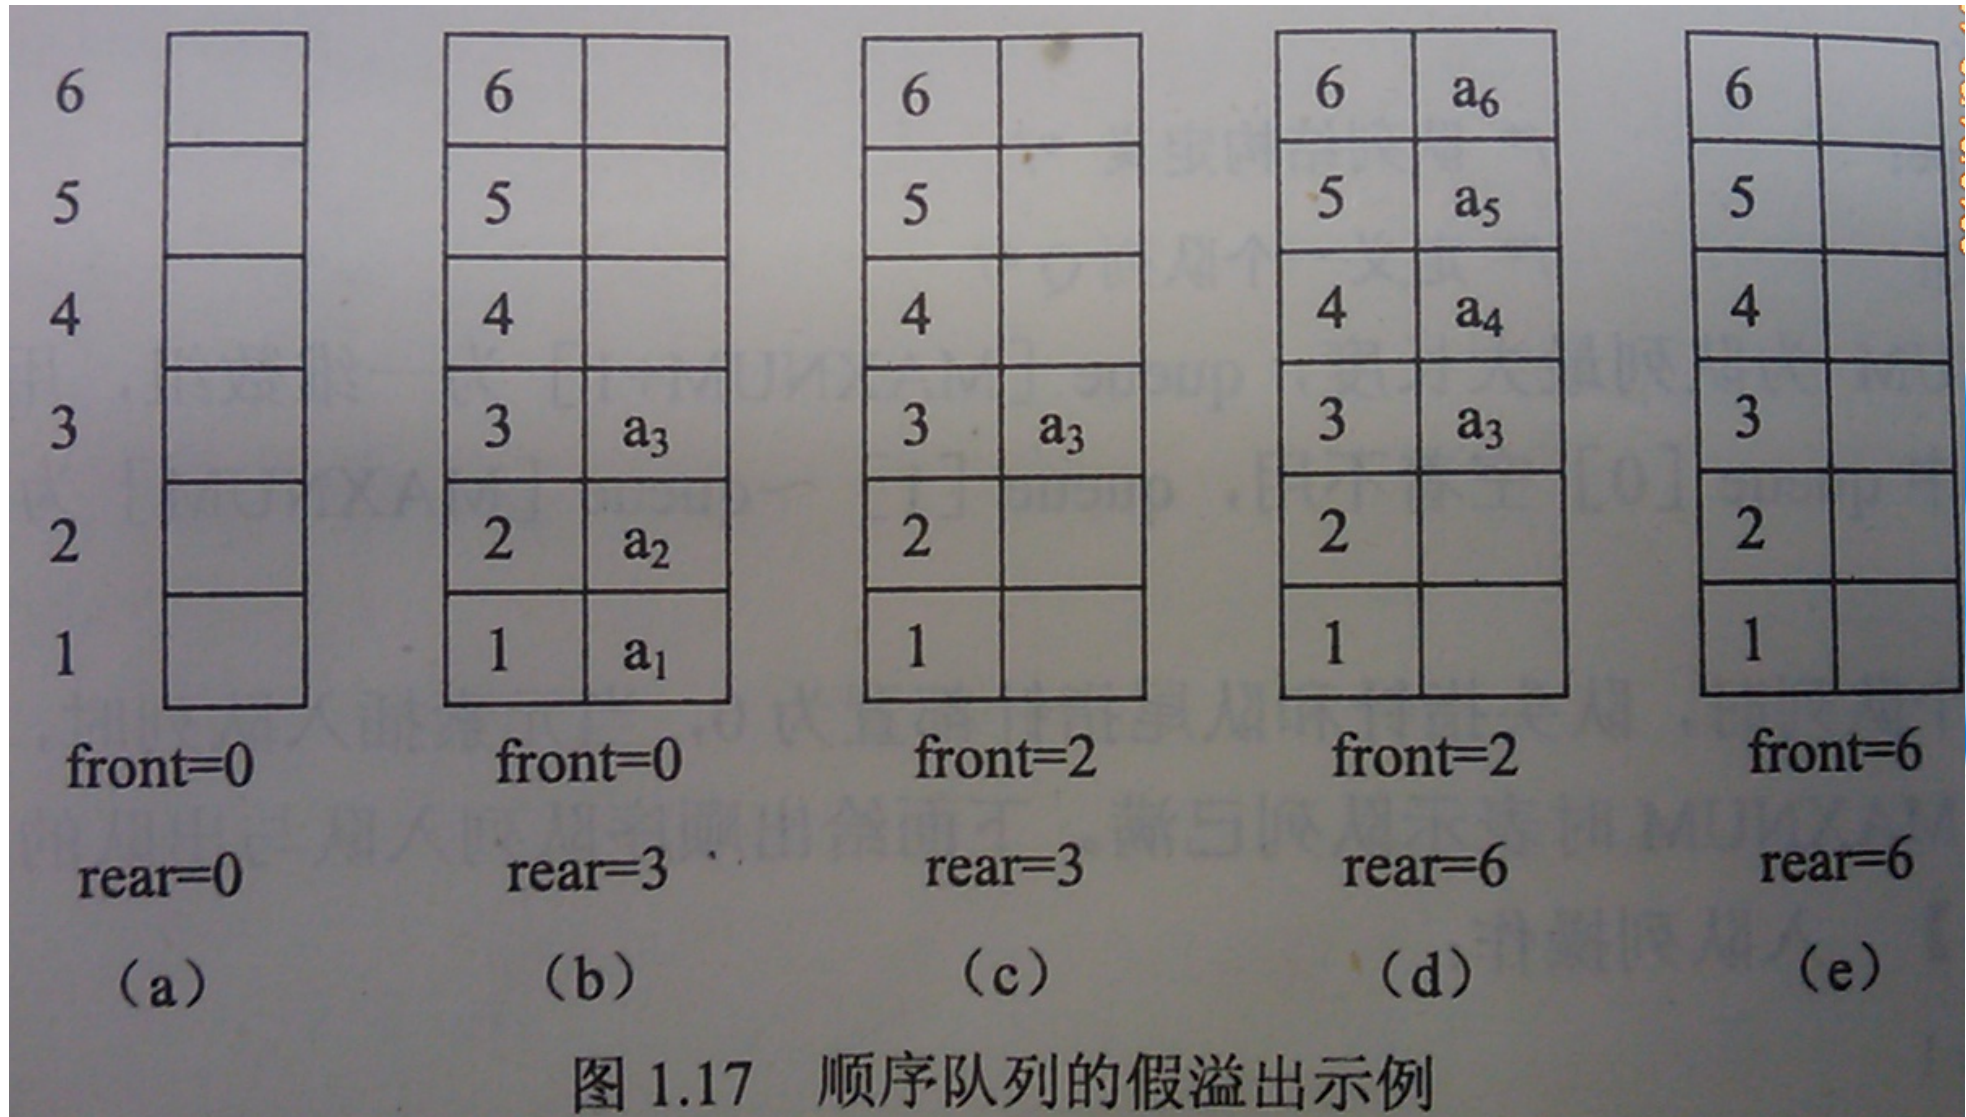 6 6 6 6 a6 6
5 5 5 5 a5 5
4 4 4 4 a4 4
3 3 a3 3 a3 3 a3 3
2 2 a2 2 2 2
1 1 a1 1 1 1
front=0 front=0 front=2 front=2 front=6
rear=0 rear=3 rear=3 rear=6 rear=6
（a） （b） （c） （d） （e）
图 1.17 顺序队列的假溢出示例